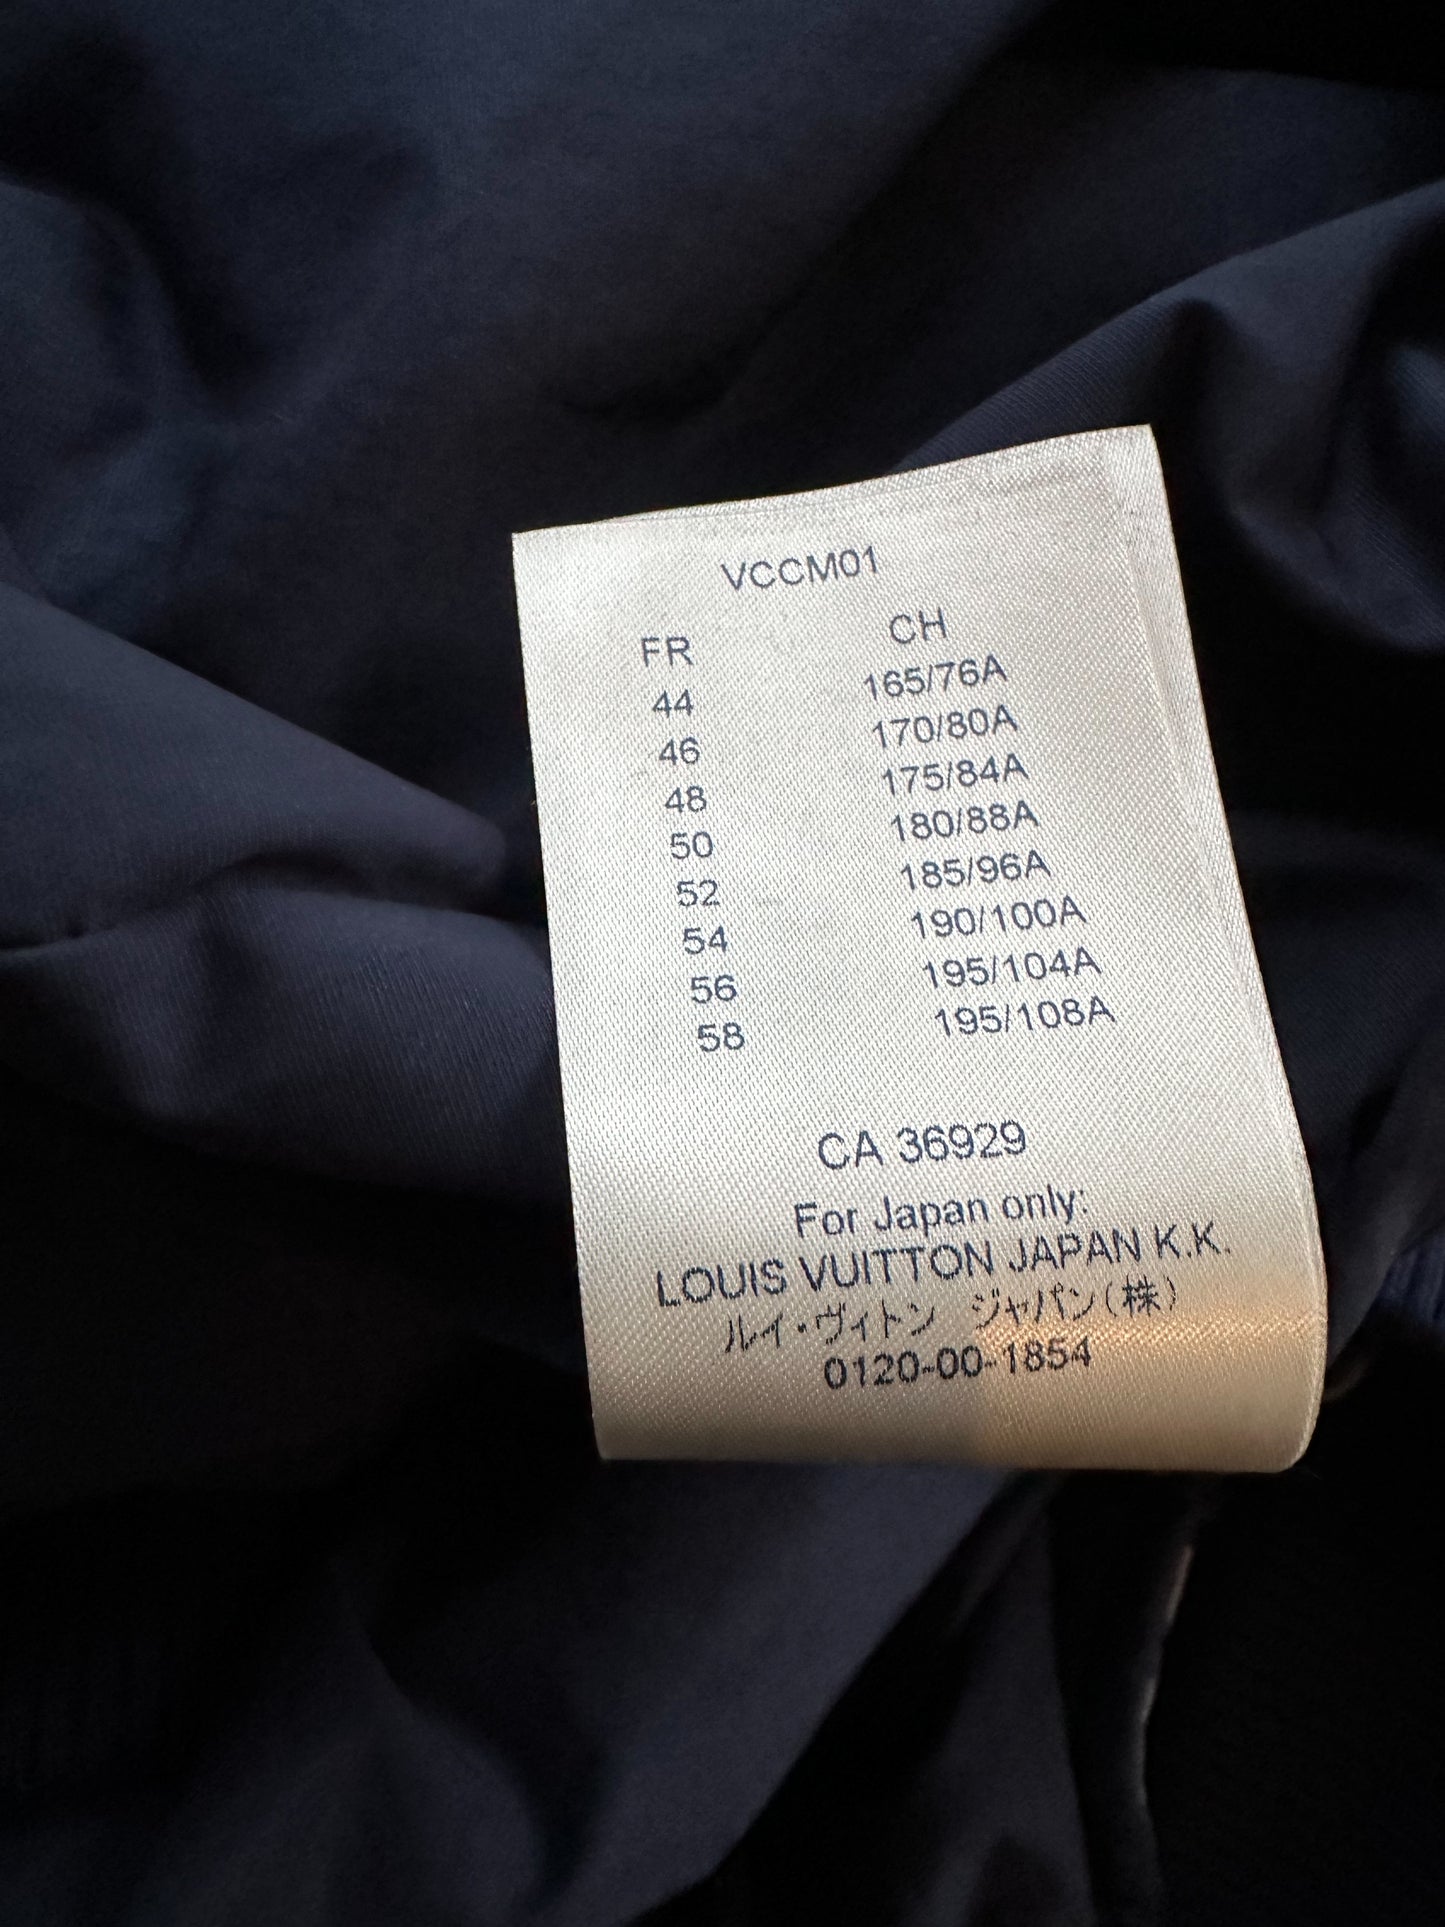 VCCM01
FR CH
44 165/76A
46 170/80A
48 175/84A
50 180/88A
52 185/96A
54 190/100A
56 195/104A
58 195/108A
CA 36929
For Japan only:
LOUIS VUITTON JAPAN K.K.
ルイ・ヴィトン ジャパン(株)
0120-00-1854